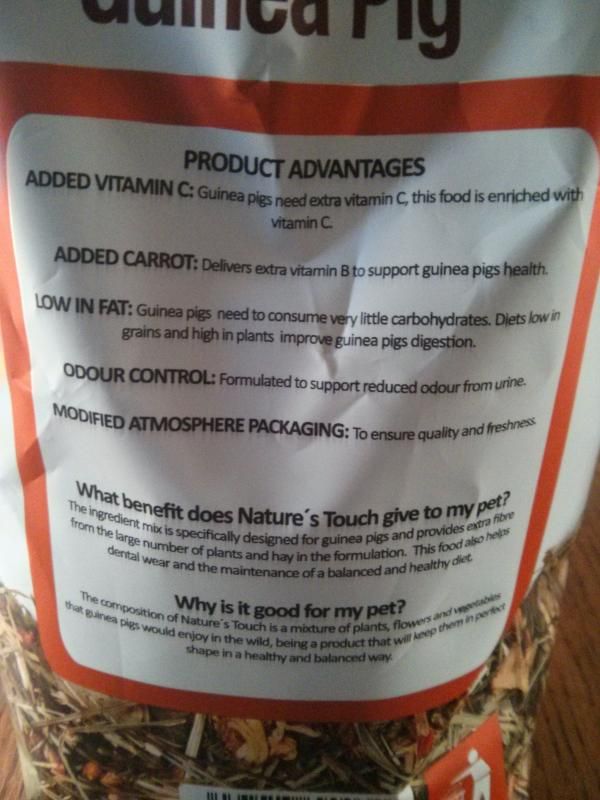 Guinea Pig
PRODUCT ADVANTAGES
ADDED VITAMIN C: Guinea pigs need extra vitamin C, this food is enriched with
vitamin C.
ADDED CARROT: Delivers extra vitamin B to support guinea pigs health.
LOW IN FAT: Guinea pigs need to consume very little carbohydrates. Diets low in
grains and high in plants improve guinea pigs digestion.
ODOUR CONTROL: Formulated to support reduced odour from urine.
MODIFIED ATMOSPHERE PACKAGING: To ensure quality and freshness.
What benefit does Nature´s Touch give to my pet?
The ingredient mix is specifically designed for guinea pigs and provides extra fibre
from the large number of plants and hay in the formulation. This food also helps
dental wear and the maintenance of a balanced and healthy diet.
Why is it good for my pet?
The composition of Nature´s Touch is a mixture of plants, flowers and vegetables
that guinea pigs would enjoy in the wild, being a product that will keep them in perfect
shape in a healthy and balanced way.